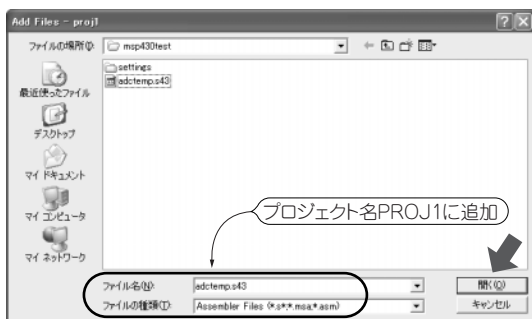 Add Files - proj1
ファイルの場所(I):
msp430test
settings
adctemp.s43
最近使ったファイル
デスクトップ
マイ ドキュメント
マイ コンピュータ
マイ ネットワーク
プロジェクト名PROJ1に追加
ファイル名(N):
adctemp.s43
開く(O)
ファイルの種類(T):
Assembler Files (*.s*;*.msa;*.asm)
キャンセル